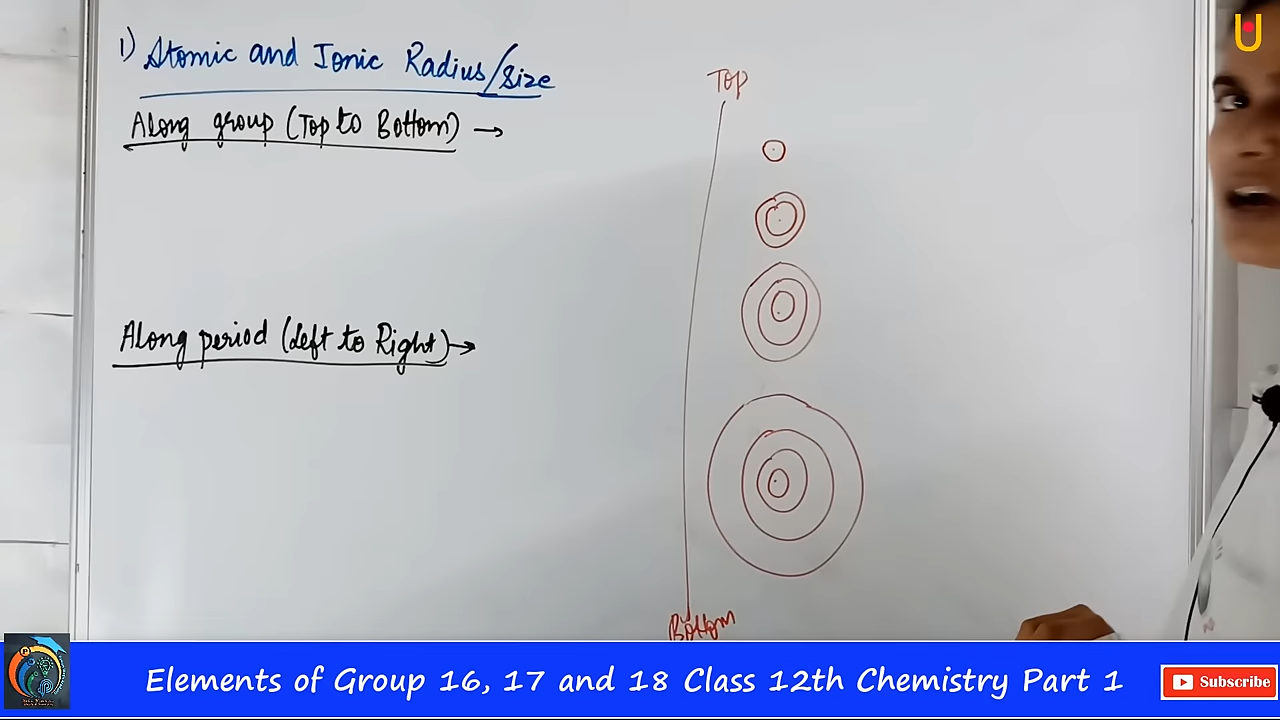 1) Atomic and Ionic Radius/Size
Along group (Top to Bottom) →
Along period (Left to Right) →
Top
Bottom
Elements of Group 16, 17 and 18 Class 12th Chemistry Part 1
Subscribe